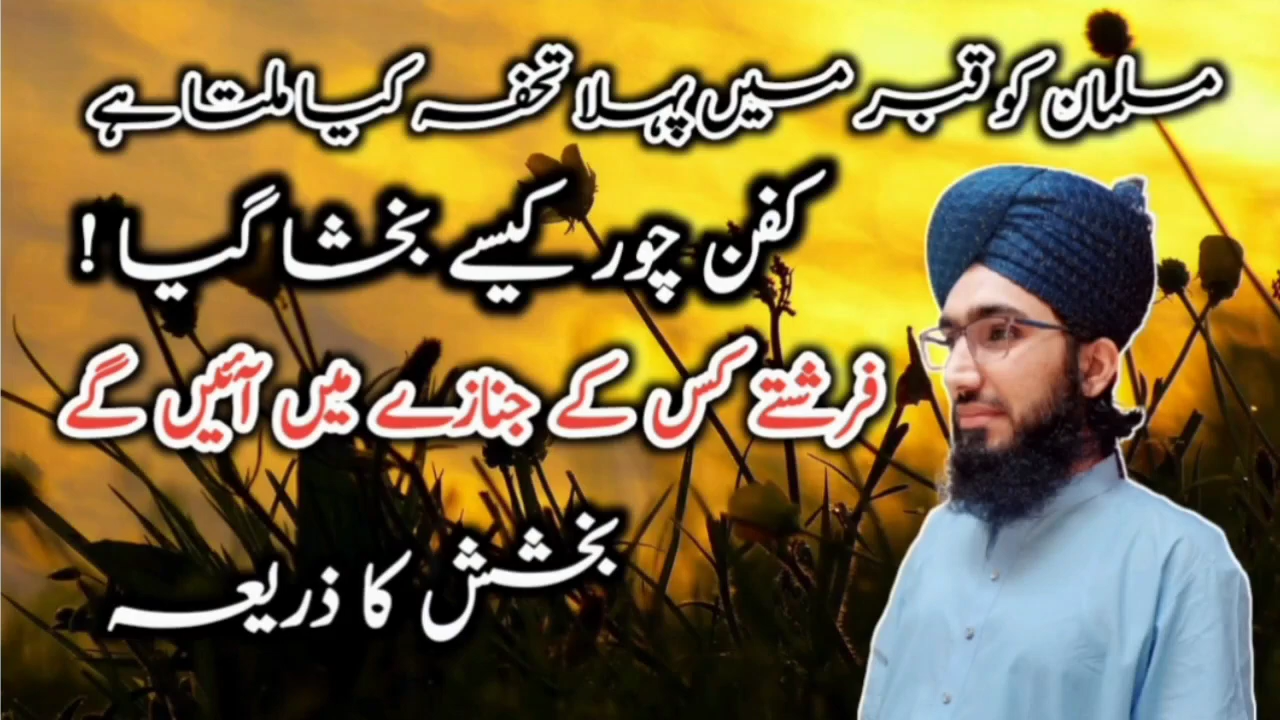 مسلمان کو قبر میں پہلا تحفہ کیا ملتا ہے
کفن چور کیسے بخشا گیا !
فرشتے کس کے جنازے میں آئیں گے
بخشش کا ذریعہ